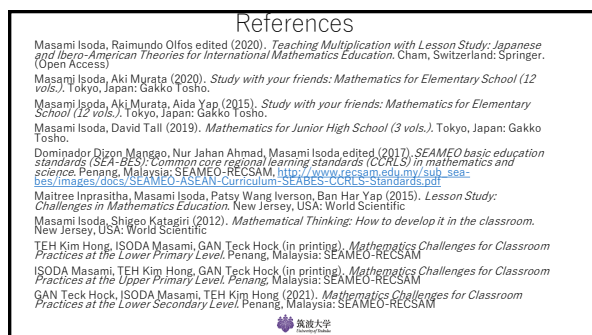 References
Masami Isoda, Raimundo Olfos edited (2020). Teaching Multiplication with Lesson Study: Japanese
and Ibero-American Theories for International Mathematics Education. Cham, Switzerland: Springer.
(Open Access)
Masami Isoda, Aki Murata (2020). Study with your friends: Mathematics for Elementary School (12
vols.). Tokyo, Japan: Gakko Tosho.
Masami Isoda, Aki Murata, Aida Yap (2015). Study with your friends: Mathematics for Elementary
School (12 vols.). Tokyo, Japan: Gakko Tosho.
Masami Isoda, David Tall (2019). Mathematics for Junior High School (3 vols.). Tokyo, Japan: Gakko
Tosho.
Dominador Dizon Mangao, Nur Jahan Ahmad, Masami Isoda edited (2017). SEAMEO basic education
standards (SEA-BES): Common core regional learning standards (CCRLS) in mathematics and
science. Penang, Malaysia: SEAMEO-RECSAM, http://www.recsam.edu.my/sub_sea-
bes/images/docs/SEAMEO-ASEAN-Curriculum-SEABES-CCRLS-Standards.pdf
Maitree Inprasitha, Masami Isoda, Patsy Wang Iverson, Ban Har Yap (2015). Lesson Study:
Challenges in Mathematics Education. New Jersey, USA: World Scientific
Masami Isoda, Shigeo Katagiri (2012). Mathematical Thinking: How to develop it in the classroom.
New Jersey, USA: World Scientific
TEH Kim Hong, ISODA Masami, GAN Teck Hock (in printing). Mathematics Challenges for Classroom
Practices at the Lower Primary Level. Penang, Malaysia: SEAMEO-RECSAM
ISODA Masami, TEH Kim Hong, GAN Teck Hock (in printing). Mathematics Challenges for Classroom
Practices at the Upper Primary Level. Penang, Malaysia: SEAMEO-RECSAM
GAN Teck Hock, ISODA Masami, TEH Kim Hong (2021). Mathematics Challenges for Classroom
Practices at the Lower Secondary Level. Penang, Malaysia: SEAMEO-RECSAM
筑波大学
University of Tsukuba